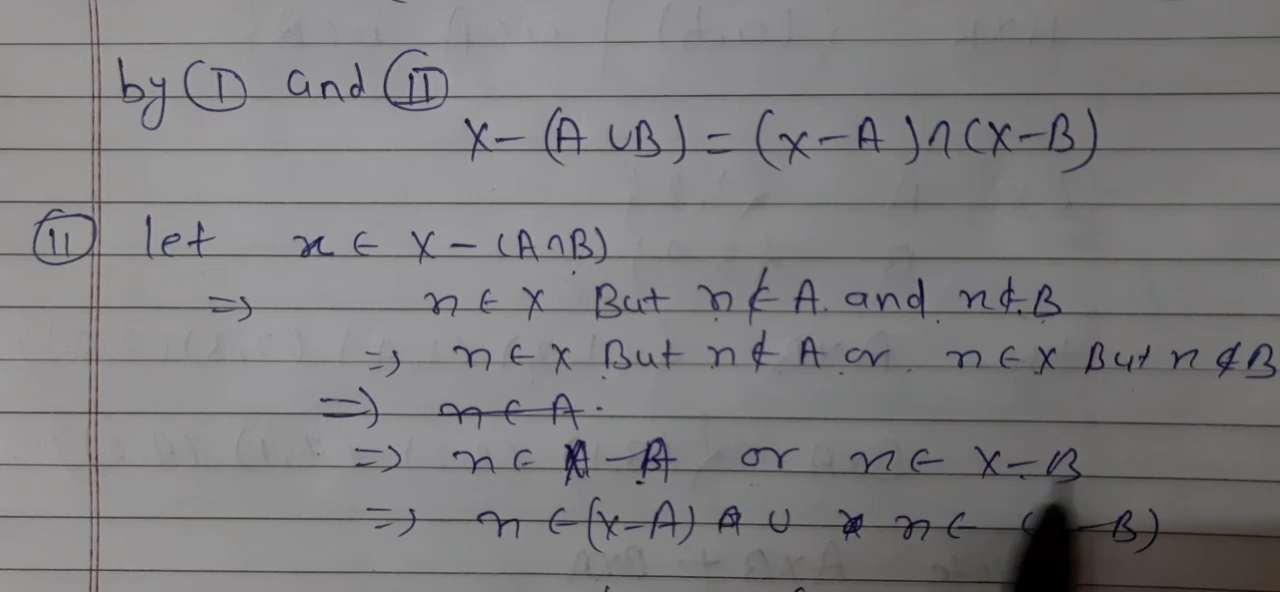 by Ⓘ and Ⓘⓘ
X - (A ∪ B) = (X - A) ∩ (X - B)
ⓘⓘ let x ∈ X - (A ∩ B)
=> x ∈ X But x ∉ A. and x ∉ B
=> x ∈ X But x ∉ A or x ∈ X But x ∉ B
=> x ∈ A.
=> x ∈ X - A or x ∈ X - B
=> x ∈ (X - A) ∪ x ∈ ( - B)